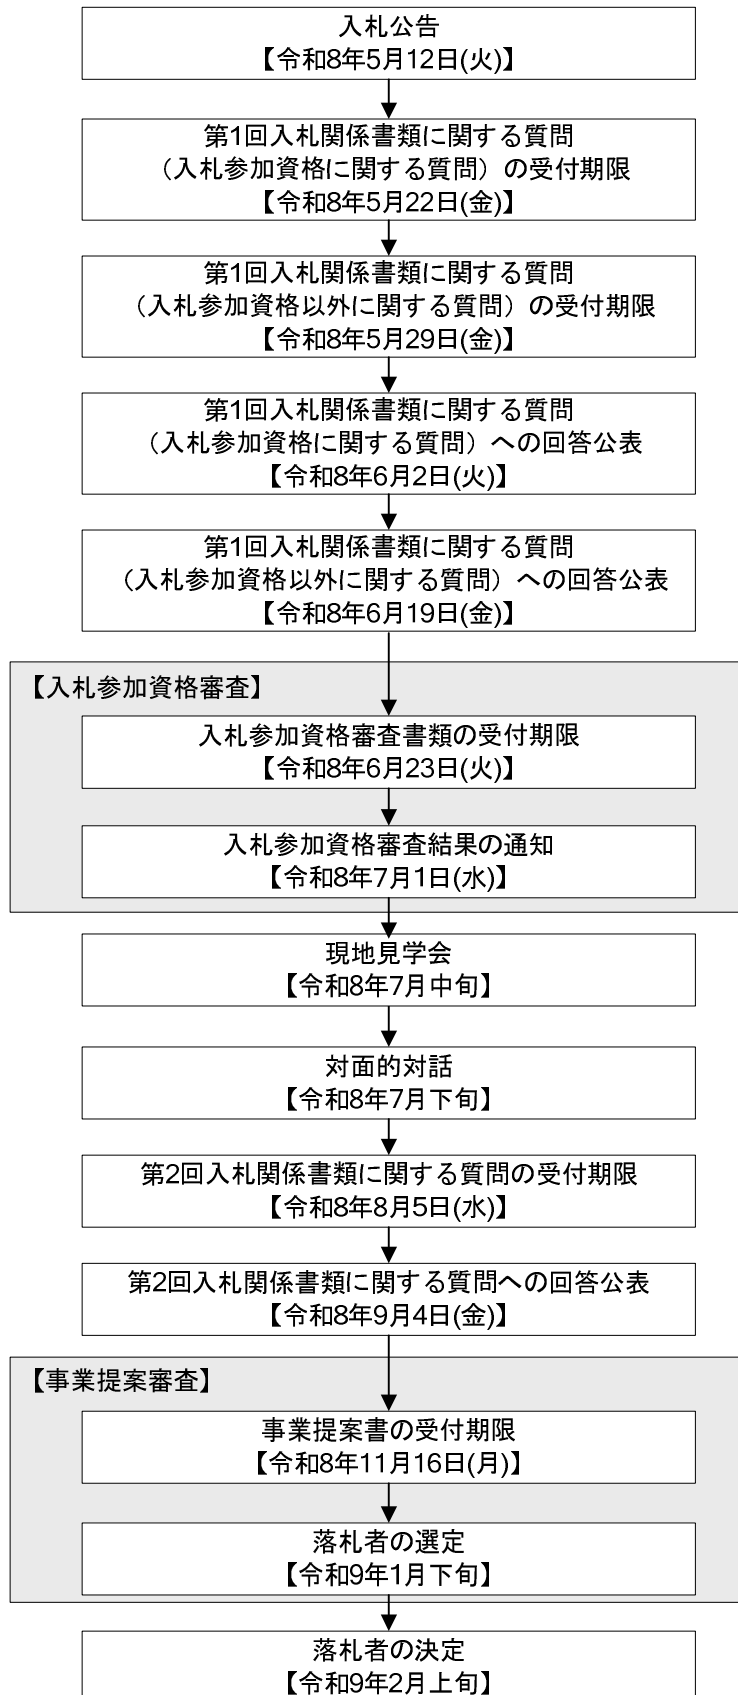 入札公告
【令和8年5月12日(火)】
第1回入札関係書類に関する質問
（入札参加資格に関する質問）の受付期限
【令和8年5月22日(金)】
第1回入札関係書類に関する質問
（入札参加資格以外に関する質問）の受付期限
【令和8年5月29日(金)】
第1回入札関係書類に関する質問
（入札参加資格に関する質問）への回答公表
【令和8年6月2日(火)】
第1回入札関係書類に関する質問
（入札参加資格以外に関する質問）への回答公表
【令和8年6月19日(金)】
【入札参加資格審査】
入札参加資格審査書類の受付期限
【令和8年6月23日(火)】
入札参加資格審査結果の通知
【令和8年7月1日(水)】
現地見学会
【令和8年7月中旬】
対面的対話
【令和8年7月下旬】
第2回入札関係書類に関する質問の受付期限
【令和8年8月5日(水)】
第2回入札関係書類に関する質問への回答公表
【令和8年9月4日(金)】
【事業提案審査】
事業提案書の受付期限
【令和8年11月16日(月)】
落札者の選定
【令和9年1月下旬】
落札者の決定
【令和9年2月上旬】